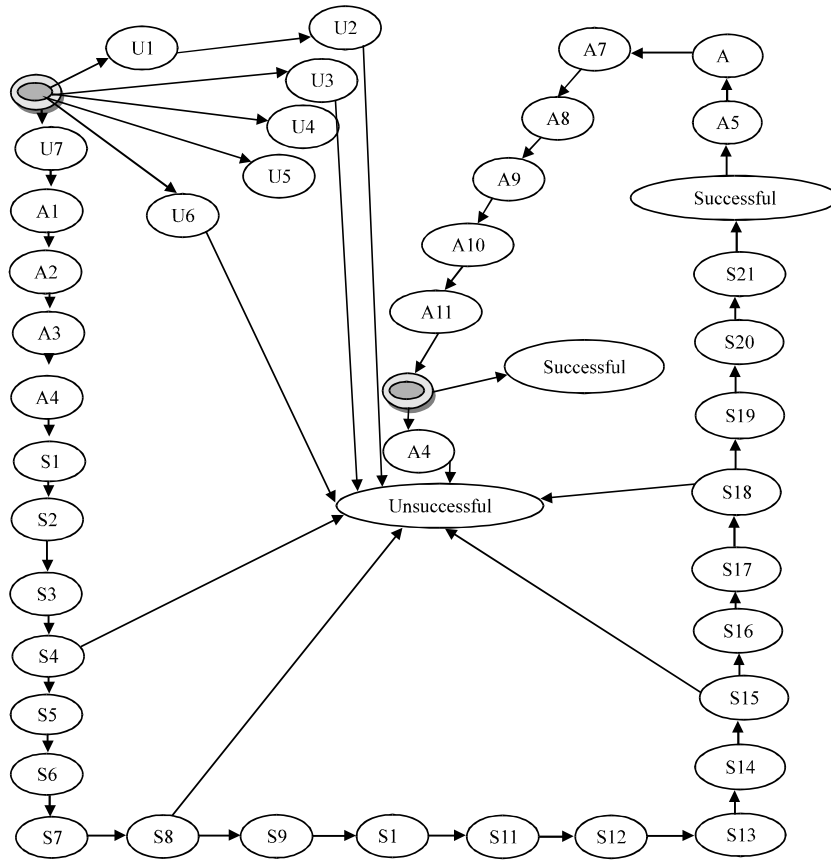 U1
U2
U3
U4
U5
U6
U7
A1
A2
A3
A4
S1
S2
S3
S4
S5
S6
S7
S8
S9
S1
S11
S12
S13
S14
S15
S16
S17
S18
S19
S20
S21
Successful
A5
A
A7
A8
A9
A10
A11
Successful
A4
Unsuccessful